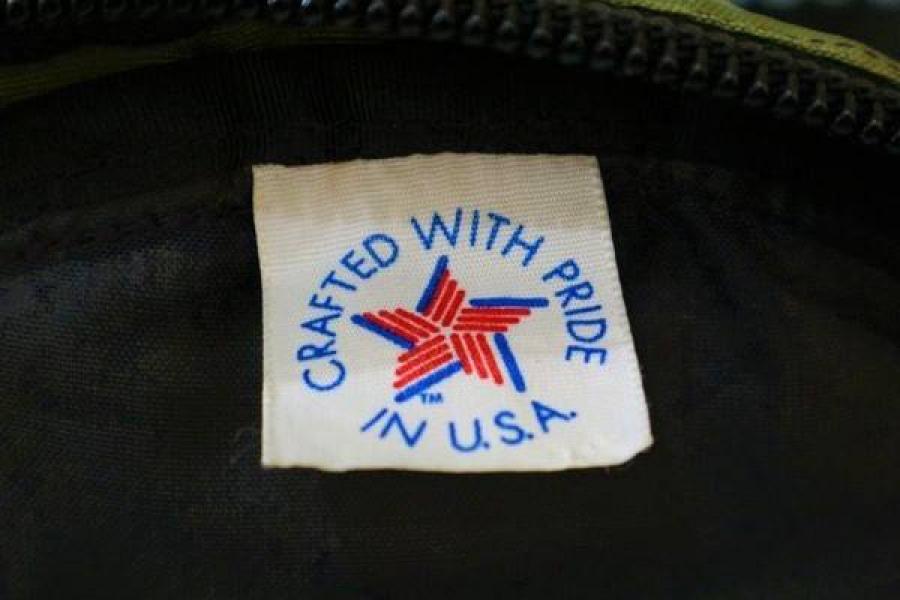 CRAFTED WITH PRIDE
IN U.S.A.
TM